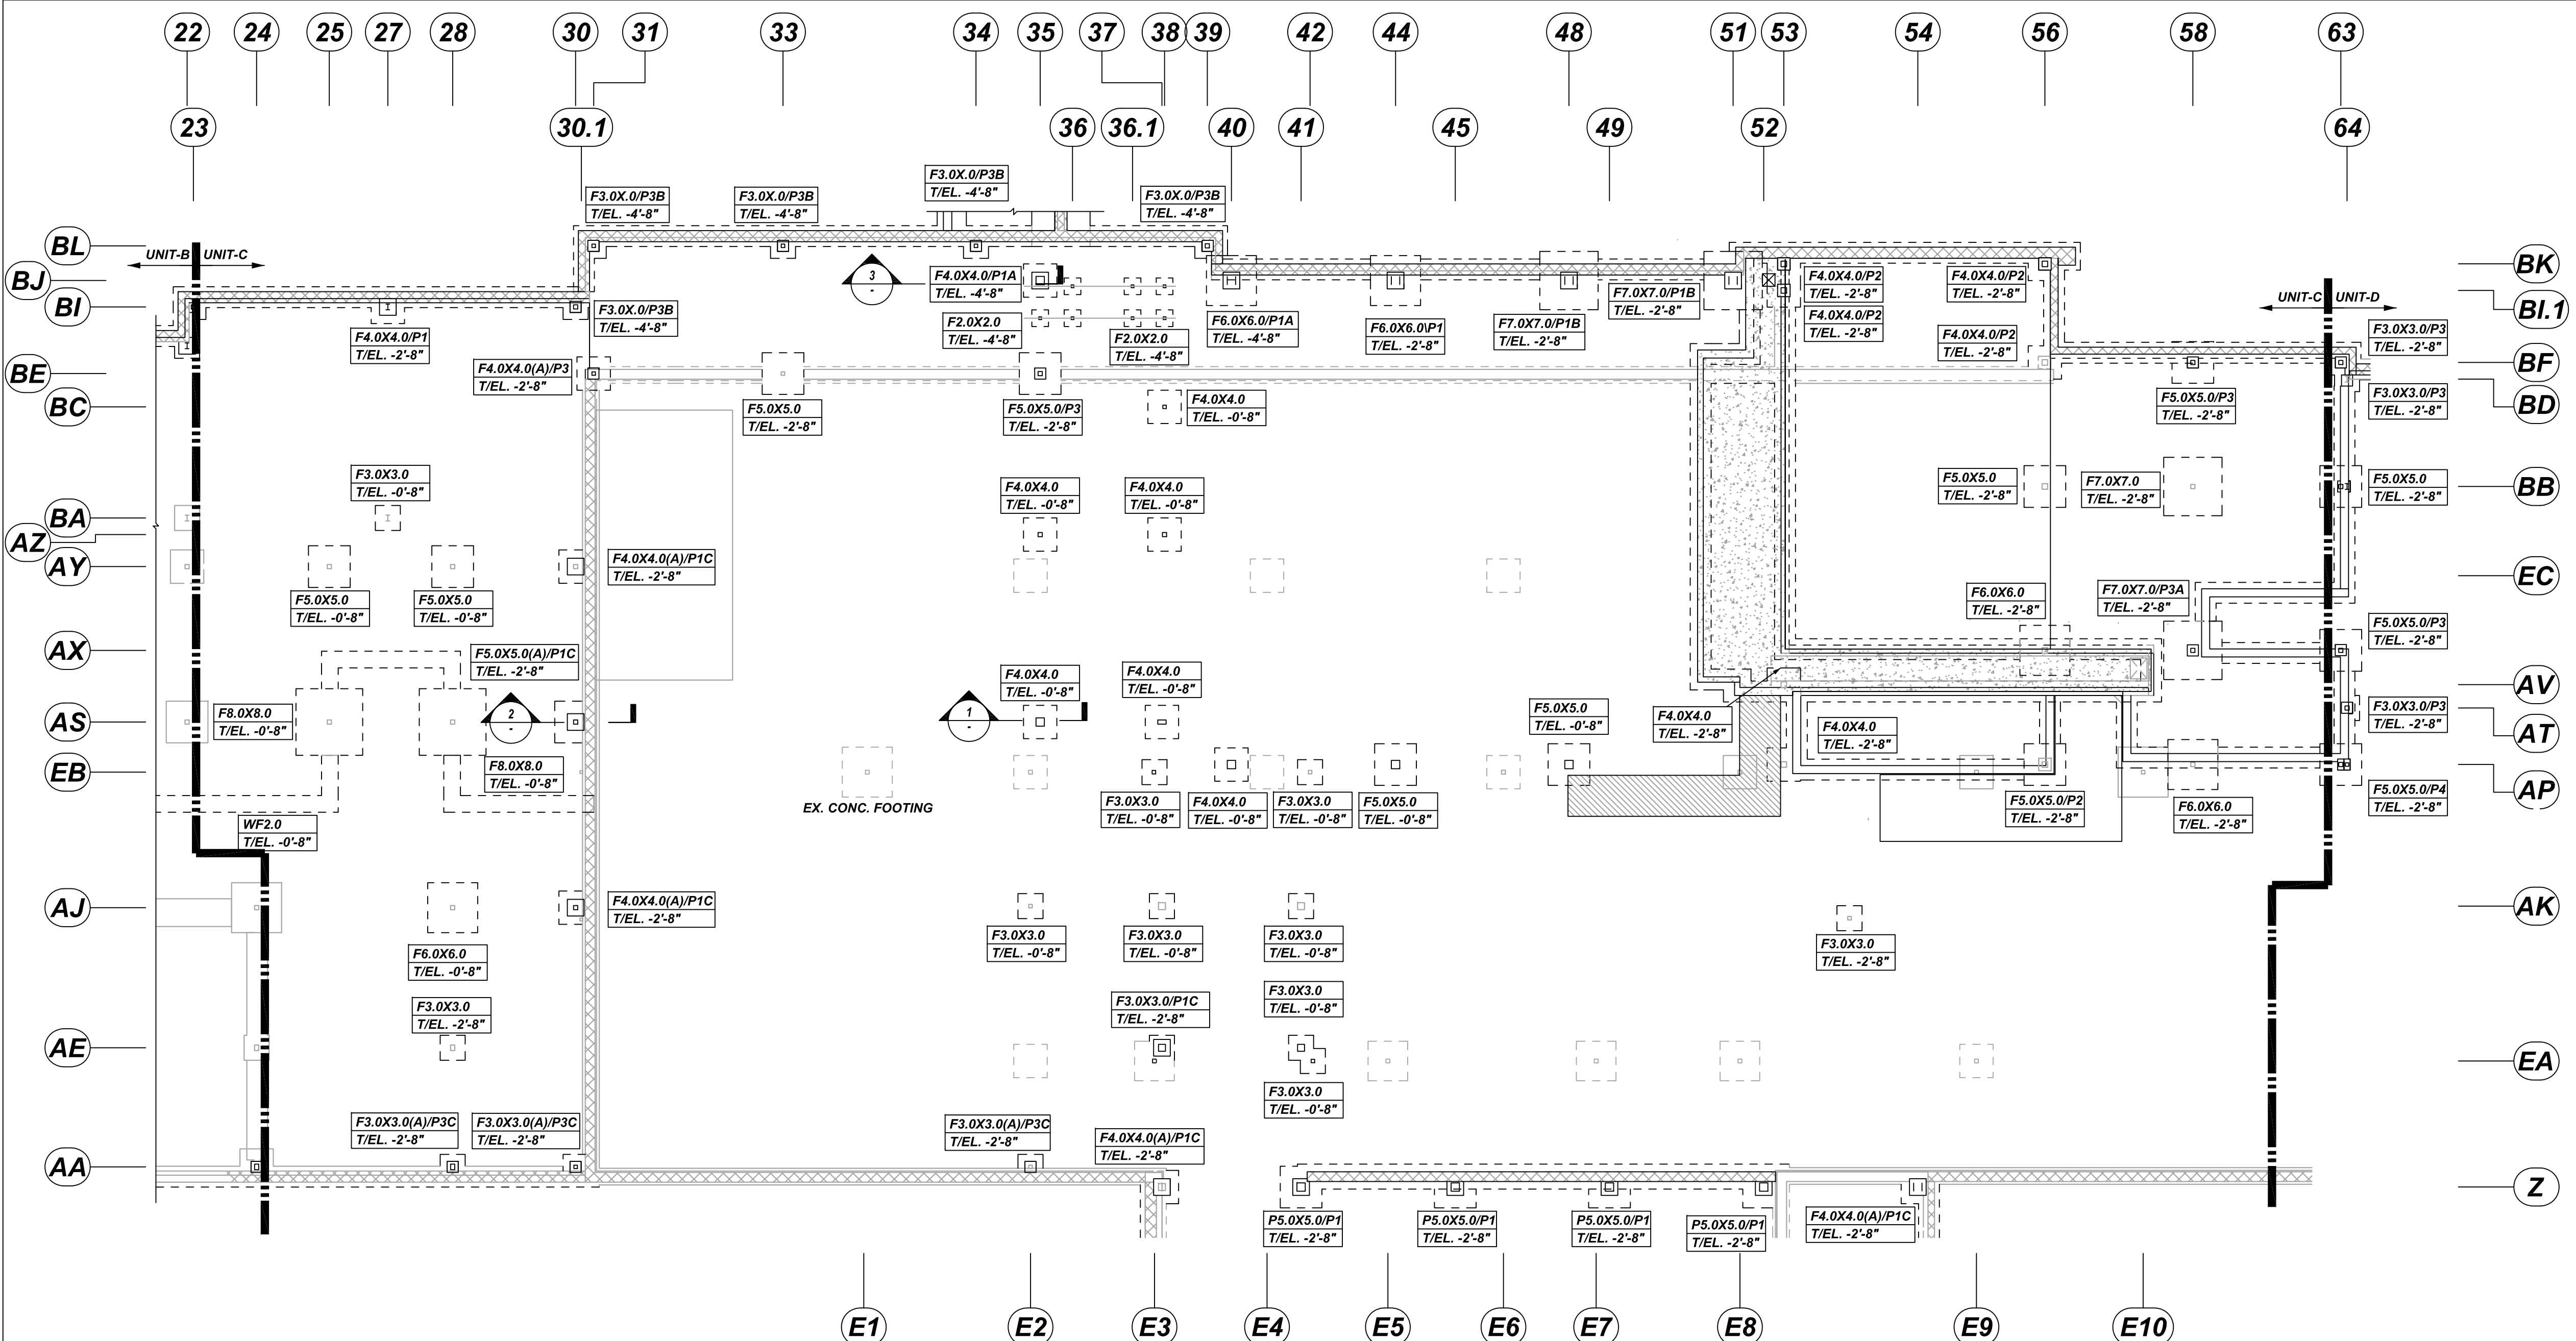 22
24
25
27
28
30
31
33
34
35
37
38
39
42
44
48
51
53
54
56
58
63
23
30.1
36
36.1
40
41
45
49
52
64
F3.0X.0/P3B
T/EL. -4'-8"
F3.0X.0/P3B
T/EL. -4'-8"
F3.0X.0/P3B
T/EL. -4'-8"
F3.0X.0/P3B
T/EL. -4'-8"
BL
BJ
BI
BE
BC
BA
AZ
AY
AX
AS
EB
AJ
AE
AA
UNIT-B
UNIT-C
UNIT-C
UNIT-D
BK
BI.1
BF
BD
BB
EC
AV
AT
AP
AK
EA
Z
3
-
F4.0X4.0/P1A
T/EL. -4'-8"
F7.0X7.0/P1B
T/EL. -2'-8"
F4.0X4.0/P2
T/EL. -2'-8"
F4.0X4.0/P2
T/EL. -2'-8"
F4.0X4.0/P2
T/EL. -2'-8"
F3.0X.0/P3B
T/EL. -4'-8"
F4.0X4.0/P1
T/EL. -2'-8"
F2.0X2.0
T/EL. -4'-8"
F2.0X2.0
T/EL. -4'-8"
F6.0X6.0/P1A
T/EL. -4'-8"
F6.0X6.0\P1
T/EL. -2'-8"
F7.0X7.0/P1B
T/EL. -2'-8"
F4.0X4.0/P2
T/EL. -2'-8"
F3.0X3.0/P3
T/EL. -2'-8"
F4.0X4.0(A)/P3
T/EL. -2'-8"
F5.0X5.0
T/EL. -2'-8"
F5.0X5.0/P3
T/EL. -2'-8"
F4.0X4.0
T/EL. -0'-8"
F5.0X5.0/P3
T/EL. -2'-8"
F3.0X3.0/P3
T/EL. -2'-8"
F3.0X3.0
T/EL. -0'-8"
F4.0X4.0
T/EL. -0'-8"
F4.0X4.0
T/EL. -0'-8"
F5.0X5.0
T/EL. -2'-8"
F7.0X7.0
T/EL. -2'-8"
F5.0X5.0
T/EL. -2'-8"
F4.0X4.0(A)/P1C
T/EL. -2'-8"
F5.0X5.0
T/EL. -0'-8"
F5.0X5.0
T/EL. -0'-8"
F6.0X6.0
T/EL. -2'-8"
F7.0X7.0/P3A
T/EL. -2'-8"
F5.0X5.0/P3
T/EL. -2'-8"
F5.0X5.0(A)/P1C
T/EL. -2'-8"
F4.0X4.0
T/EL. -0'-8"
F4.0X4.0
T/EL. -0'-8"
F8.0X8.0
T/EL. -0'-8"
2
-
1
-
F5.0X5.0
T/EL. -0'-8"
F4.0X4.0
T/EL. -2'-8"
F4.0X4.0
T/EL. -2'-8"
F3.0X3.0/P3
T/EL. -2'-8"
F8.0X8.0
T/EL. -0'-8"
EX. CONC. FOOTING
F3.0X3.0
T/EL. -0'-8"
F4.0X4.0
T/EL. -0'-8"
F3.0X3.0
T/EL. -0'-8"
F5.0X5.0
T/EL. -0'-8"
F5.0X5.0/P2
T/EL. -2'-8"
F6.0X6.0
T/EL. -2'-8"
F5.0X5.0/P4
T/EL. -2'-8"
WF2.0
T/EL. -0'-8"
F4.0X4.0(A)/P1C
T/EL. -2'-8"
F6.0X6.0
T/EL. -0'-8"
F3.0X3.0
T/EL. -0'-8"
F3.0X3.0
T/EL. -0'-8"
F3.0X3.0
T/EL. -0'-8"
F3.0X3.0
T/EL. -2'-8"
F3.0X3.0
T/EL. -2'-8"
F3.0X3.0/P1C
T/EL. -2'-8"
F3.0X3.0
T/EL. -0'-8"
F3.0X3.0
T/EL. -0'-8"
F3.0X3.0(A)/P3C
T/EL. -2'-8"
F3.0X3.0(A)/P3C
T/EL. -2'-8"
F3.0X3.0(A)/P3C
T/EL. -2'-8"
F4.0X4.0(A)/P1C
T/EL. -2'-8"
P5.0X5.0/P1
T/EL. -2'-8"
P5.0X5.0/P1
T/EL. -2'-8"
P5.0X5.0/P1
T/EL. -2'-8"
P5.0X5.0/P1
T/EL. -2'-8"
F4.0X4.0(A)/P1C
T/EL. -2'-8"
E1
E2
E3
E4
E5
E6
E7
E8
E9
E10